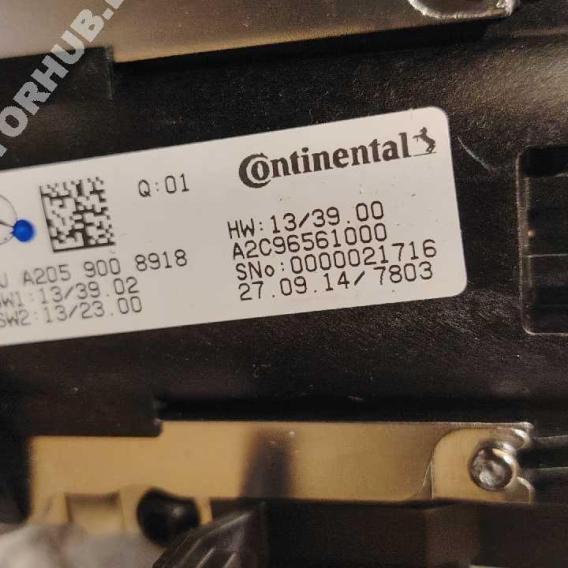 TORHUB.
Continental
Q:01
HW:13/39.00
A2C96561000
SNo:0000021716
27.09.14/7803
A205 900 8918
SW1:13/39.02
SW2:13/23.00